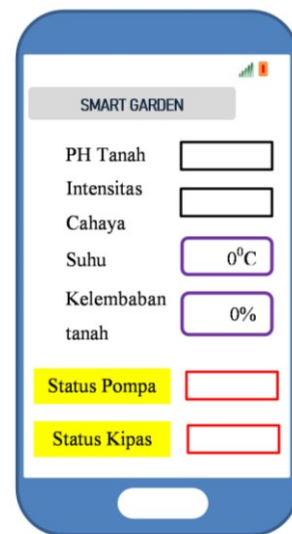 SMART GARDEN
PH Tanah
Intensitas
Cahaya
Suhu
0⁰C
Kelembaban
tanah
0%
Status Pompa
Status Kipas